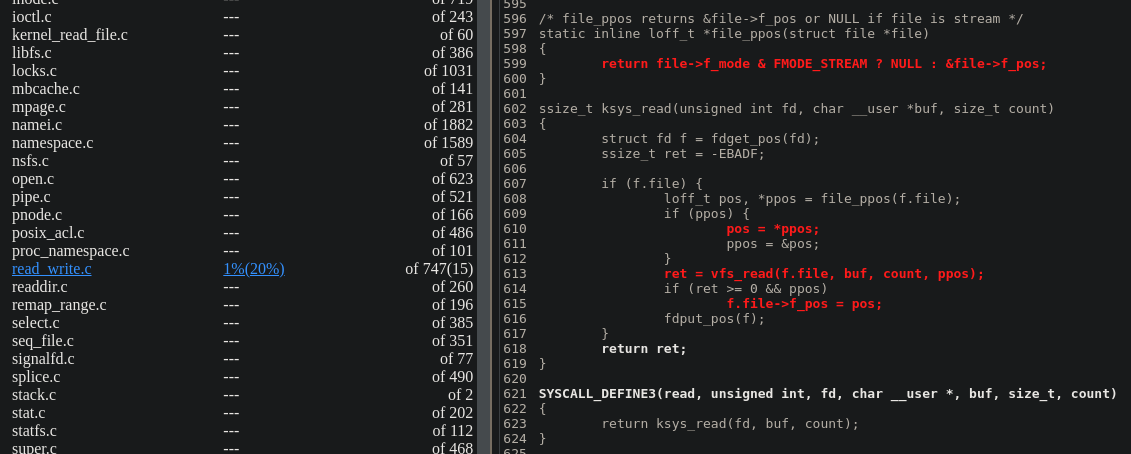 ioctl.c --- of 243
kernel_read_file.c --- of 60
libfs.c --- of 386
locks.c --- of 1031
mbcache.c --- of 141
mpage.c --- of 281
namei.c --- of 1882
namespace.c --- of 1589
nsfs.c --- of 57
open.c --- of 623
pipe.c --- of 521
pnode.c --- of 166
posix_acl.c --- of 486
proc_namespace.c --- of 101
read_write.c 1%(20%) of 747(15)
readdir.c --- of 260
remap_range.c --- of 196
select.c --- of 385
seq_file.c --- of 351
signalfd.c --- of 77
splice.c --- of 490
stack.c --- of 2
stat.c --- of 202
statfs.c --- of 112
super.c --- of 468
595
596 /* file_ppos returns &file->f_pos or NULL if file is stream */
597 static inline loff_t *file_ppos(struct file *file)
598 {
599 return file->f_mode & FMODE_STREAM ? NULL : &file->f_pos;
600 }
601
602 ssize_t ksys_read(unsigned int fd, char __user *buf, size_t count)
603 {
604 struct fd f = fdget_pos(fd);
605 ssize_t ret = -EBADF;
606
607 if (f.file) {
608 loff_t pos, *ppos = file_ppos(f.file);
609 if (ppos) {
610 pos = *ppos;
611 ppos = &pos;
612 }
613 ret = vfs_read(f.file, buf, count, ppos);
614 if (ret >= 0 && ppos)
615 f.file->f_pos = pos;
616 fdput_pos(f);
617 }
618 return ret;
619 }
620
621 SYSCALL_DEFINE3(read, unsigned int, fd, char __user *, buf, size_t, count)
622 {
623 return ksys_read(fd, buf, count);
624 }